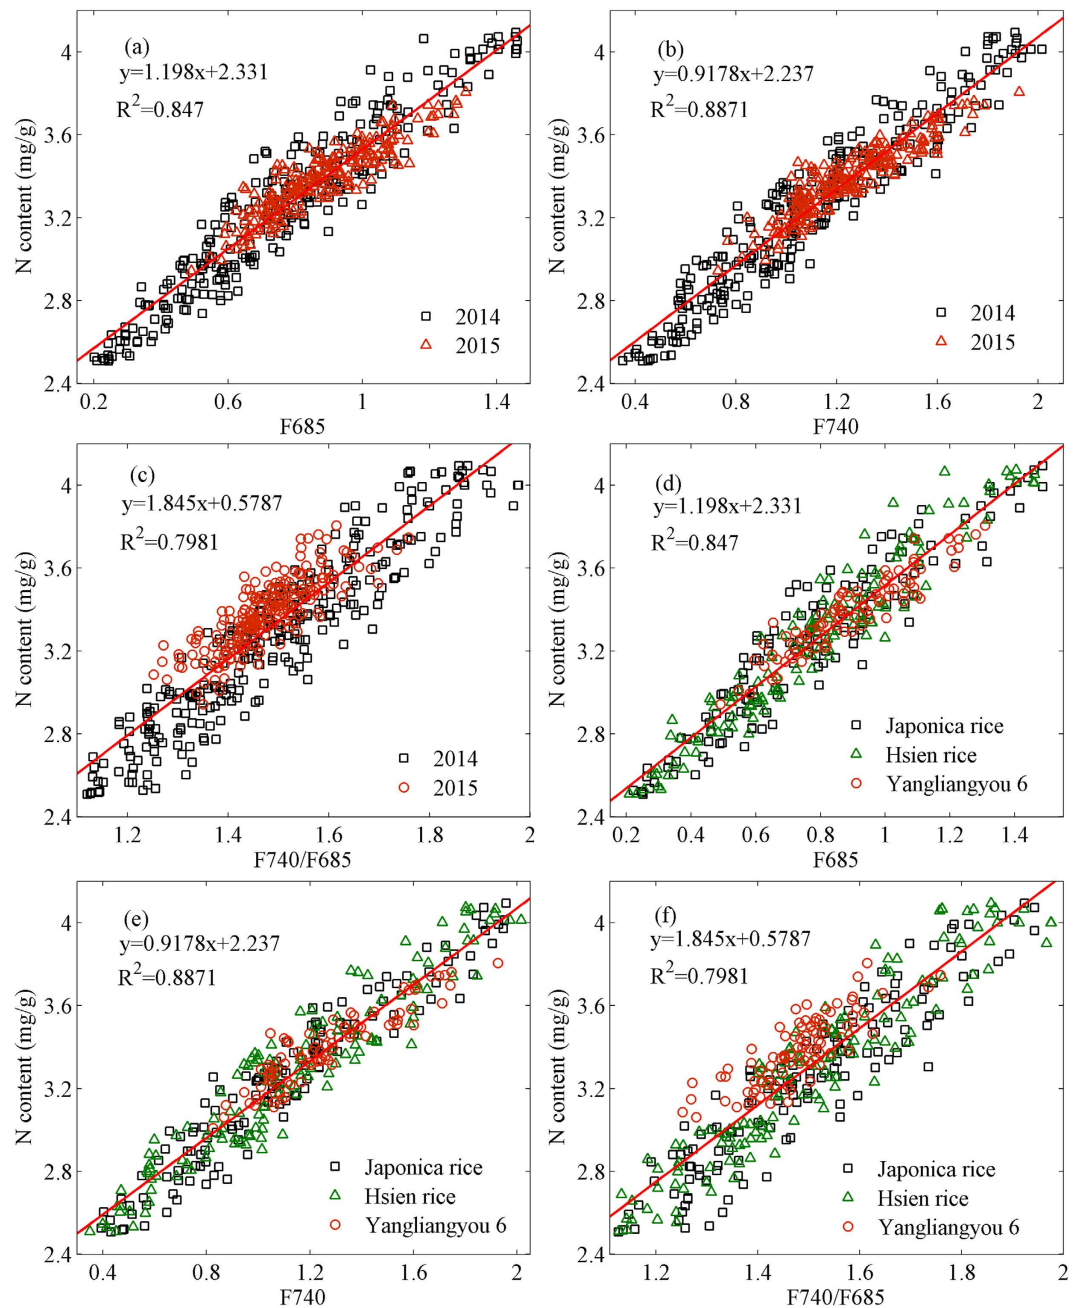 (a)
y=1.198x+2.331
R²=0.847
N content (mg/g)
4
3.6
3.2
2.8
2.4
2014
2015
0.2 0.6 1 1.4
F685
(b)
y=0.9178x+2.237
R²=0.8871
N content (mg/g)
4
3.6
3.2
2.8
2.4
2014
2015
0.4 0.8 1.2 1.6 2
F740
(c)
y=1.845x+0.5787
R²=0.7981
N content (mg/g)
4
3.6
3.2
2.8
2.4
2014
2015
1.2 1.4 1.6 1.8 2
F740/F685
(d)
y=1.198x+2.331
R²=0.847
N content (mg/g)
4
3.6
3.2
2.8
2.4
Japonica rice
Hsien rice
Yangliangyou 6
0.2 0.4 0.6 0.8 1 1.2 1.4
F685
(e)
y=0.9178x+2.237
R²=0.8871
N content (mg/g)
4
3.6
3.2
2.8
2.4
Japonica rice
Hsien rice
Yangliangyou 6
0.4 0.8 1.2 1.6 2
F740
(f)
y=1.845x+0.5787
R²=0.7981
N content (mg/g)
4
3.6
3.2
2.8
2.4
Japonica rice
Hsien rice
Yangliangyou 6
1.2 1.4 1.6 1.8 2
F740/F685